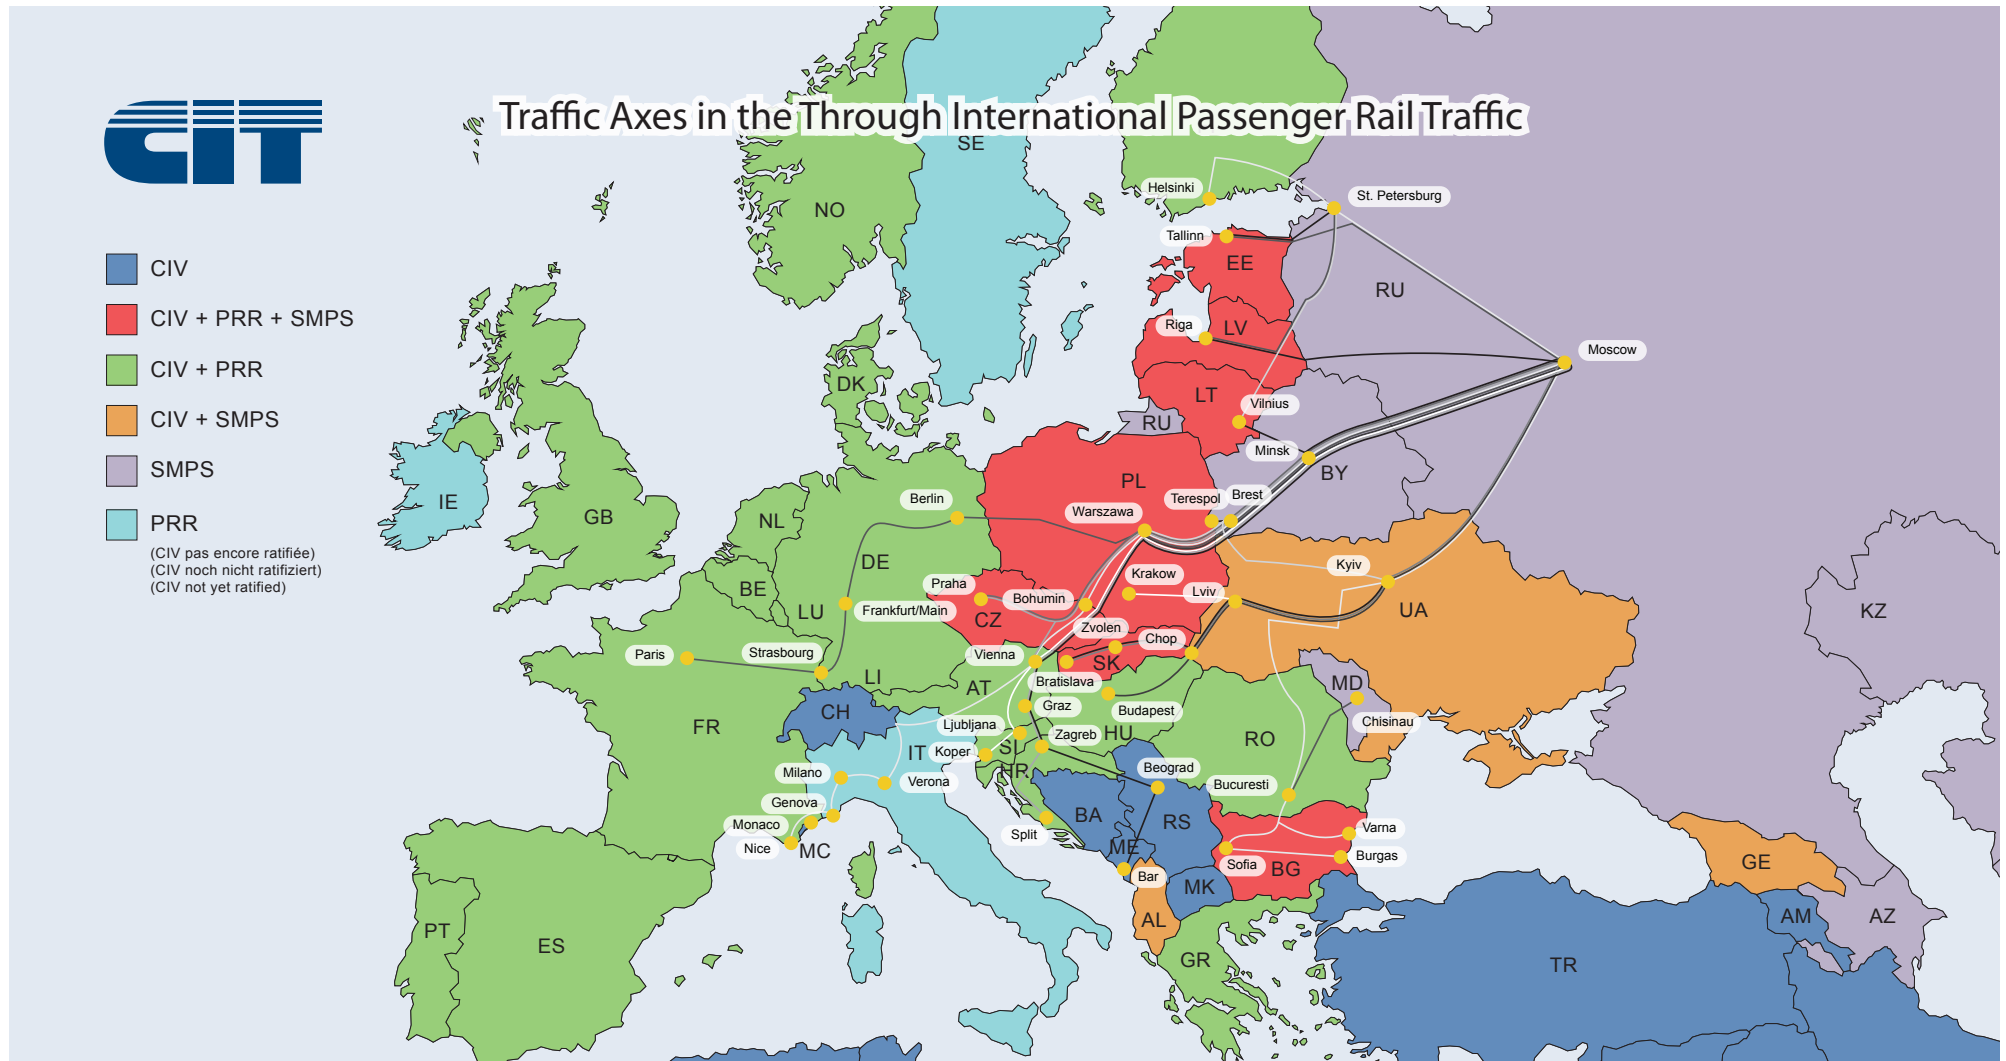 Traffic Axes in the Through International Passenger Rail Traffic
CIT
CIV
CIV + PRR + SMPS
CIV + PRR
CIV + SMPS
SMPS
PRR
(CIV pas encore ratifiée)
(CIV noch nicht ratifiziert)
(CIV not yet ratified)
SE
NO
Helsinki
St. Petersburg
Tallinn
EE
RU
Riga
LV
Moscow
DK
LT
Vilnius
RU
Minsk
BY
IE
GB
NL
Berlin
PL
Terespol
Brest
Warszawa
DE
BE
LU
Praha
Bohumin
Krakow
Lviv
Kyiv
UA
KZ
Frankfurt/Main
CZ
Zvolen
Chop
Paris
Strasbourg
Vienna
SK
LI
AT
Bratislava
MD
CH
Graz
Budapest
Chisinau
FR
Ljubljana
Zagreb
HU
RO
IT
Koper
SI
HR
Milano
Verona
Beograd
Bucuresti
Genova
BA
RS
Monaco
Split
Varna
Nice
MC
ME
Sofia
BG
Burgas
GE
Bar
MK
AL
AM
AZ
PT
ES
GR
TR